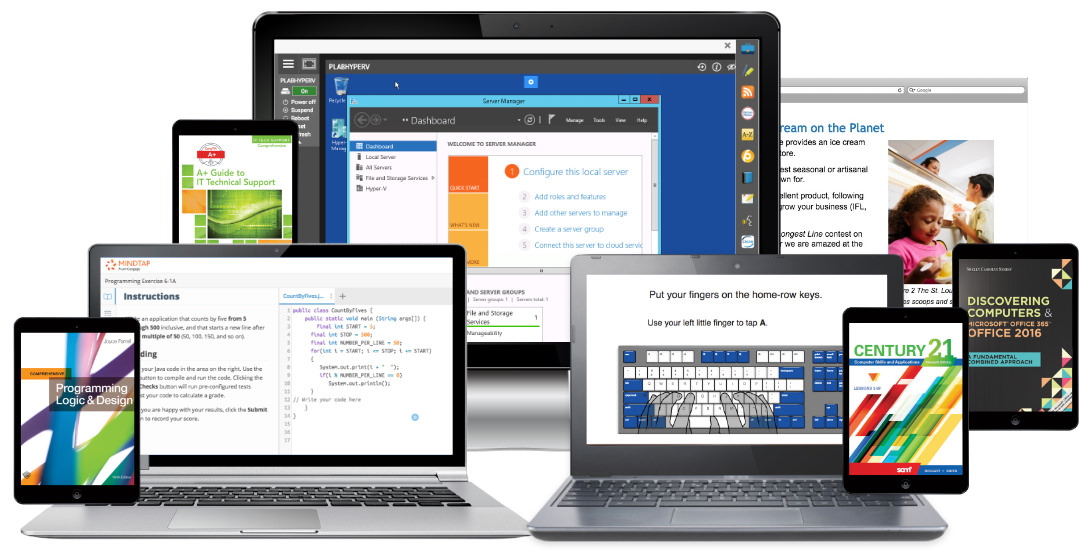 PLABHYPERV
PLABHYPERV
On
Power off
Suspend
Reboot
Recycle
Server Manager
Dashboard
Manage Tools View Help
Dashboard
Local Server
All Servers
File and Storage Services
Hyper-V
WELCOME TO SERVER MANAGER
QUICK START
WHAT'S NEW
1 Configure this local server
2 Add roles and features
3 Add other servers to manage
4 Create a server group
5 Connect this server to cloud
AND SERVER GROUPS
Server groups: 1 | Servers total: 1
File and Storage
Services 1
Manageability
A-Z
Google
ream on the Planet
e provides an ice cream
tore.
est seasonal or artisanal
own for.
ellent product, following
grow your business (IFL,
ongest Line contest on
r we are amazed at the
re 2 The St. Lou
es scoops and s
A+
TECH SUPPORT
Comprehensive
A+ Guide to
IT Technical Support
MINDTAP
Programming Exercise 6-1A
Instructions
an application that counts by five from 5
gh 500 inclusive, and that starts a new line after
multiple of 50 (50, 100, 150, and so on).
ding
your Java code in the area on the right. Use the
button to compile and run the code. Clicking the
Checks button will run pre-configured tests
st your code to calculate a grade.
you are happy with your results, click the Submit
n to record your score.
CountByFives.j...
1 public class CountByFives {
2 public static void main (String args[]) {
3 final int START = 5;
4 final int STOP = 500;
5 final int NUMBER_PER_LINE = 50;
6 for(int i = START; i <= STOP; i += START)
7 {
8 System.out.print(i + " ");
9 if(i % NUMBER_PER_LINE == 0)
10 System.out.println();
11 }
12 // Write your code here
13 }
14 }
15
16
17
Joyce Farrell
COMPREHENSIVE
Programming
Logic & Design
Put your fingers on the home-row keys.
Use your left little finger to tap A.
CENTURY 21
Computer Skills and Applications
LESSONS 1-90
SHELLY CASHMAN SERIES
DISCOVERING
COMPUTERS &
MICROSOFT OFFICE 365
OFFICE 2016
A FUNDAMENTAL
COMBINED APPROACH